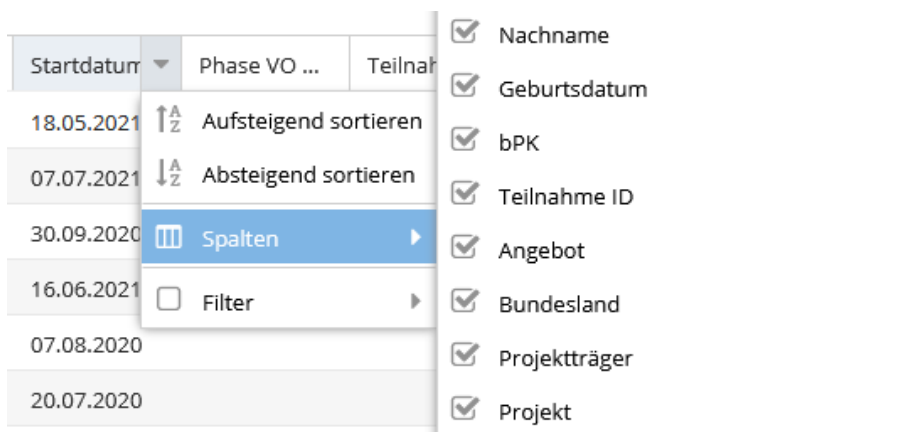 Startdatum
Phase VO ...
Teilnah
18.05.2021
07.07.2021
30.09.2020
16.06.2021
07.08.2020
20.07.2020
Aufsteigend sortieren
Absteigend sortieren
Spalten
Filter
Nachname
Geburtsdatum
bPK
Teilnahme ID
Angebot
Bundesland
Projektträger
Projekt